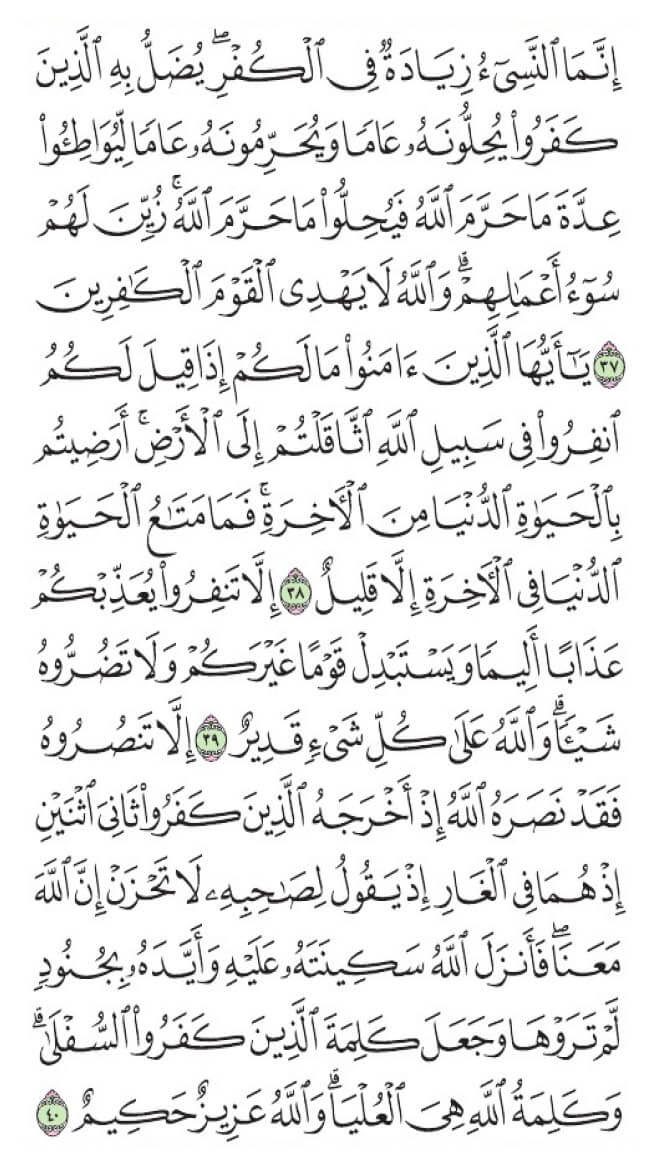 إِنَّمَا ٱلنَّسِيٓءُ زِيَادَةٌ فِي ٱلۡكُفۡرِۖ يُضَلُّ بِهِ ٱلَّذِينَ
كَفَرُواْ يُحِلُّونَهُۥ عَامٗا وَيُحَرِّمُونَهُۥ عَامٗا لِّيُوَاطِـُٔواْ
عِدَّةَ مَا حَرَّمَ ٱللَّهُ فَيُحِلُّواْ مَا حَرَّمَ ٱللَّهُۚ زُيِّنَ لَهُمۡ
سُوٓءُ أَعۡمَٰلِهِمۡۗ وَٱللَّهُ لَا يَهۡدِي ٱلۡقَوۡمَ ٱلۡكَٰفِرِينَ
٣٧ يَٰٓأَيُّهَا ٱلَّذِينَ ءَامَنُواْ مَا لَكُمۡ إِذَا قِيلَ لَكُمُ
ٱنفِرُواْ فِي سَبِيلِ ٱللَّهِ ٱثَّاقَلۡتُمۡ إِلَى ٱلۡأَرۡضِۚ أَرَضِيتُم
بِٱلۡحَيَوٰةِ ٱلدُّنۡيَا مِنَ ٱلۡأٓخِرَةِۚ فَمَا مَتَٰعُ ٱلۡحَيَوٰةِ
ٱلدُّنۡيَا فِي ٱلۡأٓخِرَةِ إِلَّا قَلِيلٌ ٣٨ إِلَّا تَنفِرُواْ يُعَذِّبۡكُمۡ
عَذَابًا أَلِيمٗا وَيَسۡتَبۡدِلۡ قَوۡمًا غَيۡرَكُمۡ وَلَا تَضُرُّوهُ
شَيۡـٔٗاۗ وَٱللَّهُ عَلَىٰ كُلِّ شَيۡءٖ قَدِيرٌ ٣٩ إِلَّا تَنصُرُوهُ
فَقَدۡ نَصَرَهُ ٱللَّهُ إِذۡ أَخۡرَجَهُ ٱلَّذِينَ كَفَرُواْ ثَانِيَ ٱثۡنَيۡنِ
إِذۡ هُمَا فِي ٱلۡغَارِ إِذۡ يَقُولُ لِصَٰحِبِهِۦ لَا تَحۡزَنۡ إِنَّ ٱللَّهَ
مَعَنَاۖ فَأَنزَلَ ٱللَّهُ سَكِينَتَهُۥ عَلَيۡهِ وَأَيَّدَهُۥ بِجُنُودٖ
لَّمۡ تَرَوۡهَا وَجَعَلَ كَلِمَةَ ٱلَّذِينَ كَفَرُواْ ٱلسُّفۡلَىٰۗ
وَكَلِمَةُ ٱللَّهِ هِيَ ٱلۡعُلۡيَاۗ وَٱللَّهُ عَزِيزٌ حَكِيمٌ ٤٠